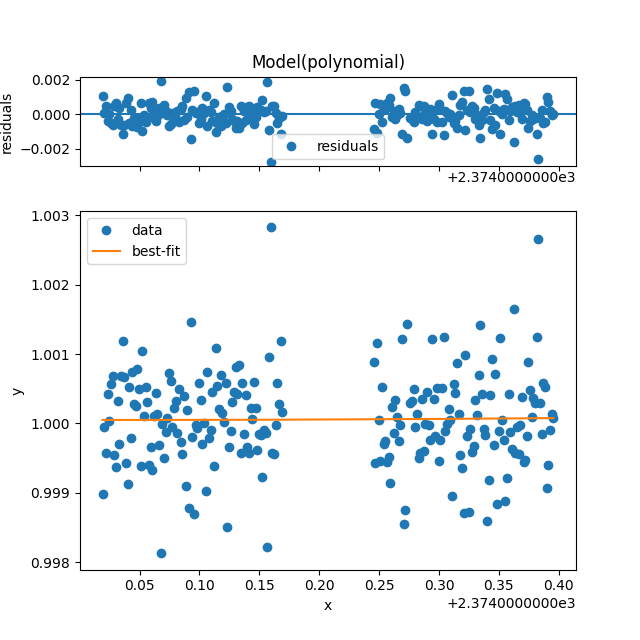 Model(polynomial)
0.002
0.000
−0.002
residuals
residuals
+2.3740000000e3
1.003
1.002
1.001
1.000
0.999
0.998
y
data
best-fit
0.05 0.10 0.15 0.20 0.25 0.30 0.35 0.40
x
+2.3740000000e3